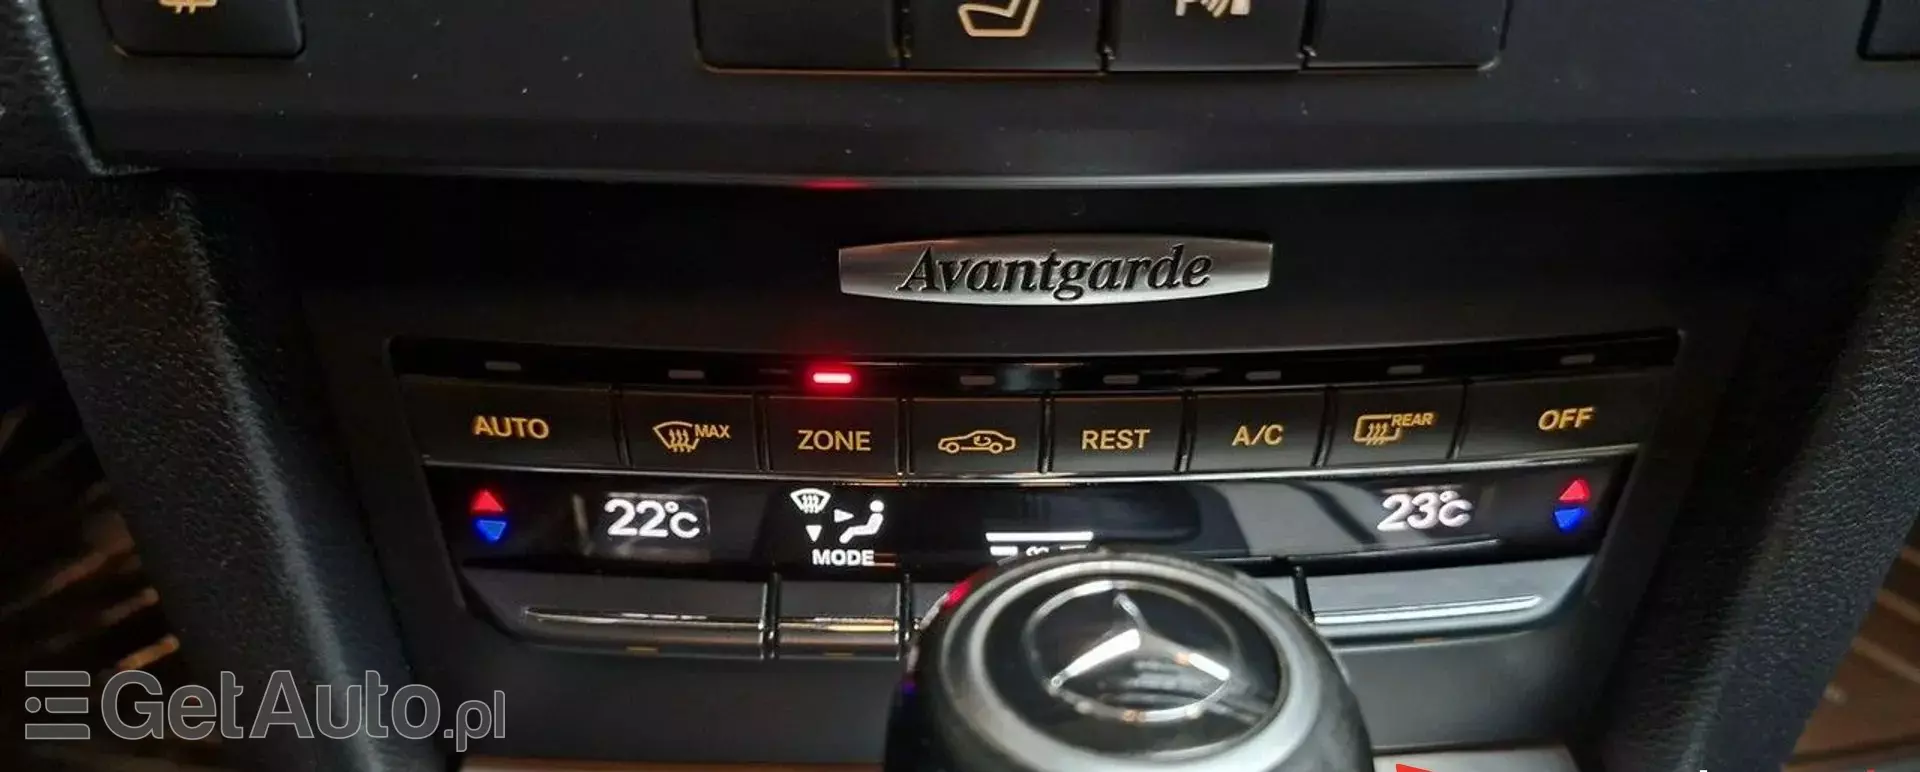 Avantgarde
AUTO MAX ZONE REST A/C REAR OFF
22°C 23°C
MODE
GetAuto.pl